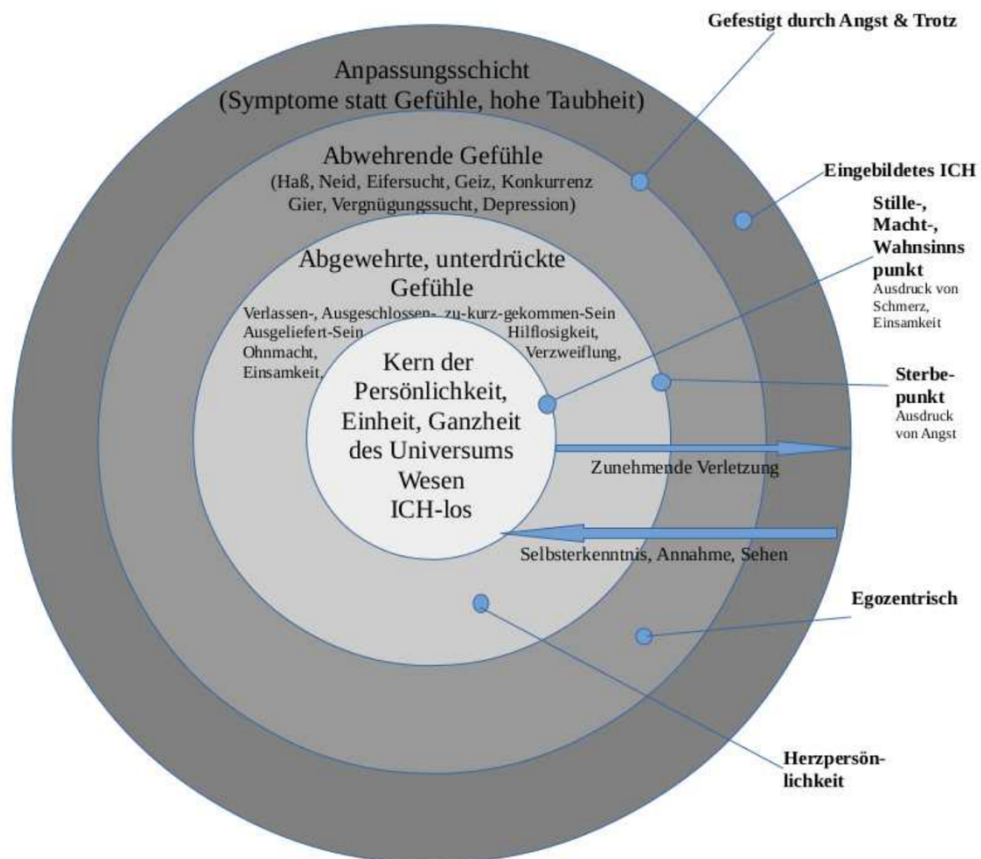 Gefestigt durch Angst & Trotz
Anpassungsschicht
(Symptome statt Gefühle, hohe Taubheit)
Abwehrende Gefühle
(Haß, Neid, Eifersucht, Geiz, Konkurrenz
Gier, Vergnügungssucht, Depression)
Eingebildetes ICH
Stille-,
Macht-,
Wahnsinns
punkt
Ausdruck von
Schmerz,
Einsamkeit
Abgewehrte, unterdrückte
Gefühle
Verlassen-, Ausgeschlossen-, zu-kurz-gekommen-Sein
Ausgeliefert-Sein Hilflosigkeit,
Ohnmacht, Verzweiflung,
Einsamkeit,
Kern der
Persönlichkeit,
Einheit, Ganzheit
des Universums
Wesen
ICH-los
Sterbe-
punkt
Ausdruck
von Angst
Zunehmende Verletzung
Selbsterkenntnis, Annahme, Sehen
Egozentrisch
Herzpersön-
lichkeit